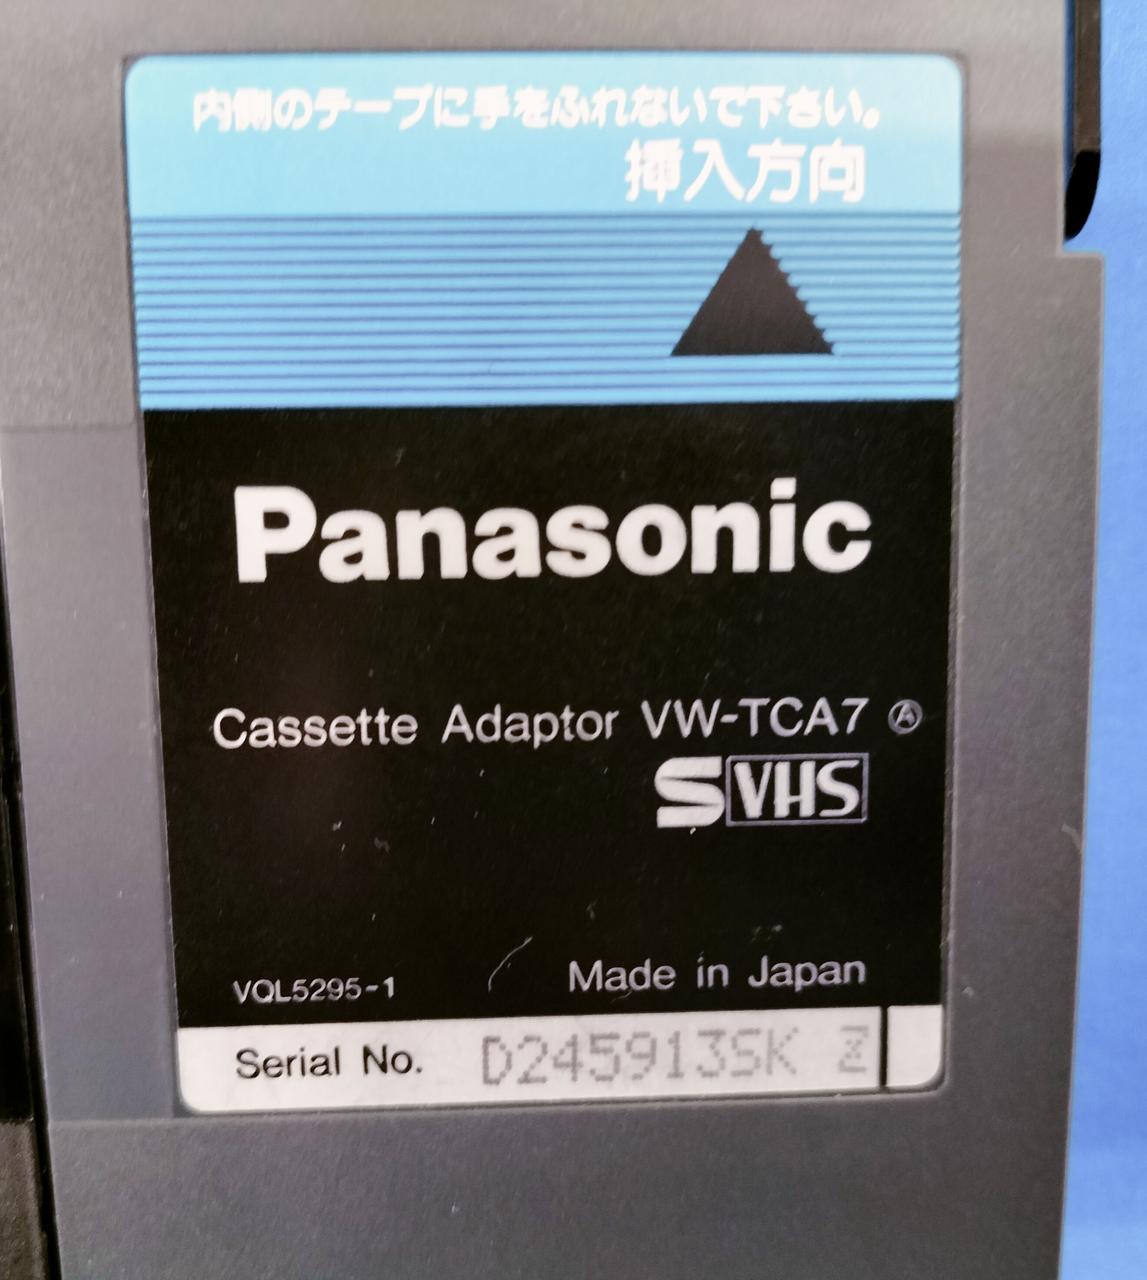 内側のテープに手をふれないで下さい。
挿入方向
Panasonic
Cassette Adaptor VW-TCA7 Ⓐ
S VHS
VQL5295-1 Made in Japan
Serial No. D245913SK Z